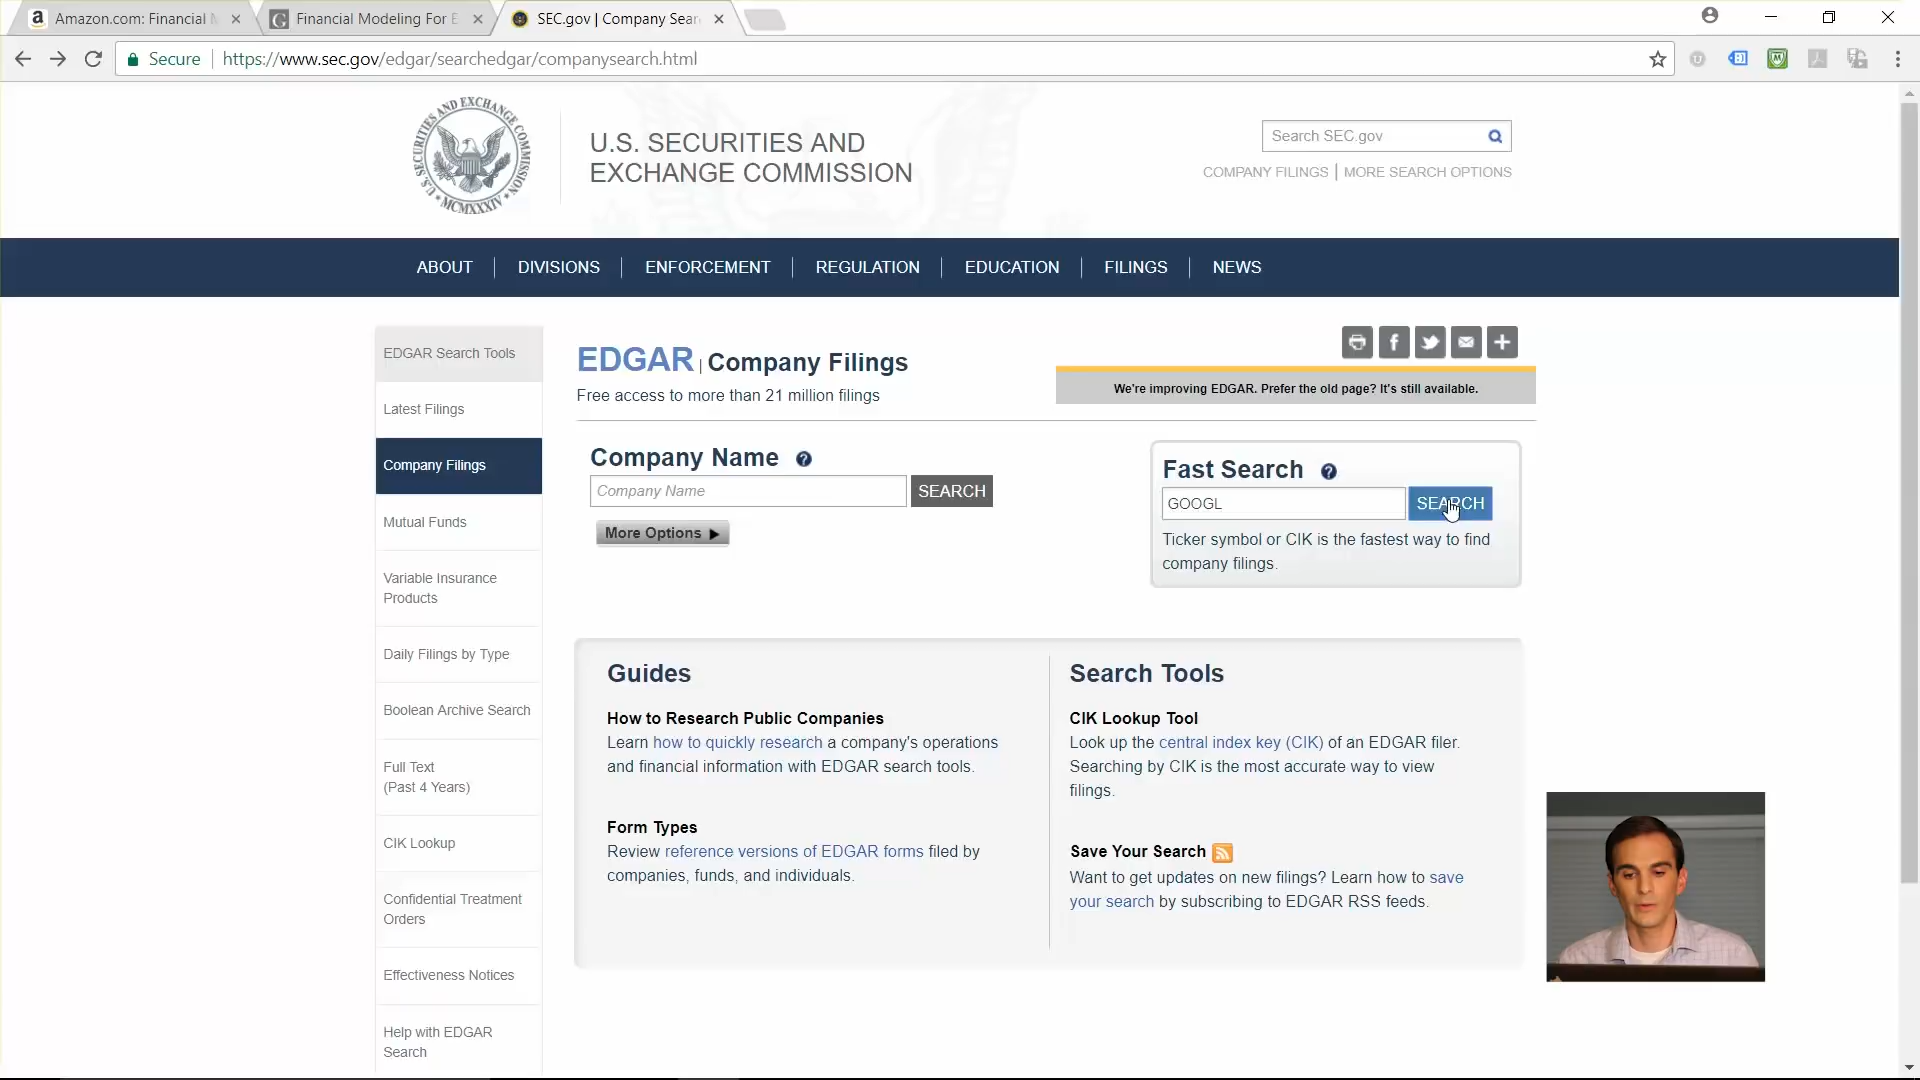 Amazon.com: Financial M
Financial Modeling For E
SEC.gov | Company Sear
Secure
https://www.sec.gov/edgar/searchedgar/companysearch.html
SECURITIES AND EXCHANGE COMMISSION
MCMXXXIV
U.S. SECURITIES AND
EXCHANGE COMMISSION
Search SEC.gov
COMPANY FILINGS | MORE SEARCH OPTIONS
ABOUT
DIVISIONS
ENFORCEMENT
REGULATION
EDUCATION
FILINGS
NEWS
EDGAR Search Tools
Latest Filings
Company Filings
Mutual Funds
Variable Insurance
Products
Daily Filings by Type
Boolean Archive Search
Full Text
(Past 4 Years)
CIK Lookup
Confidential Treatment
Orders
Effectiveness Notices
Help with EDGAR
Search
EDGAR | Company Filings
Free access to more than 21 million filings
We're improving EDGAR. Prefer the old page? It's still available.
Company Name
Company Name
SEARCH
More Options
Fast Search
GOOGL
SEARCH
Ticker symbol or CIK is the fastest way to find
company filings.
Guides
How to Research Public Companies
Learn how to quickly research a company's operations
and financial information with EDGAR search tools.
Form Types
Review reference versions of EDGAR forms filed by
companies, funds, and individuals.
Search Tools
CIK Lookup Tool
Look up the central index key (CIK) of an EDGAR filer.
Searching by CIK is the most accurate way to view
filings.
Save Your Search
Want to get updates on new filings? Learn how to save
your search by subscribing to EDGAR RSS feeds.